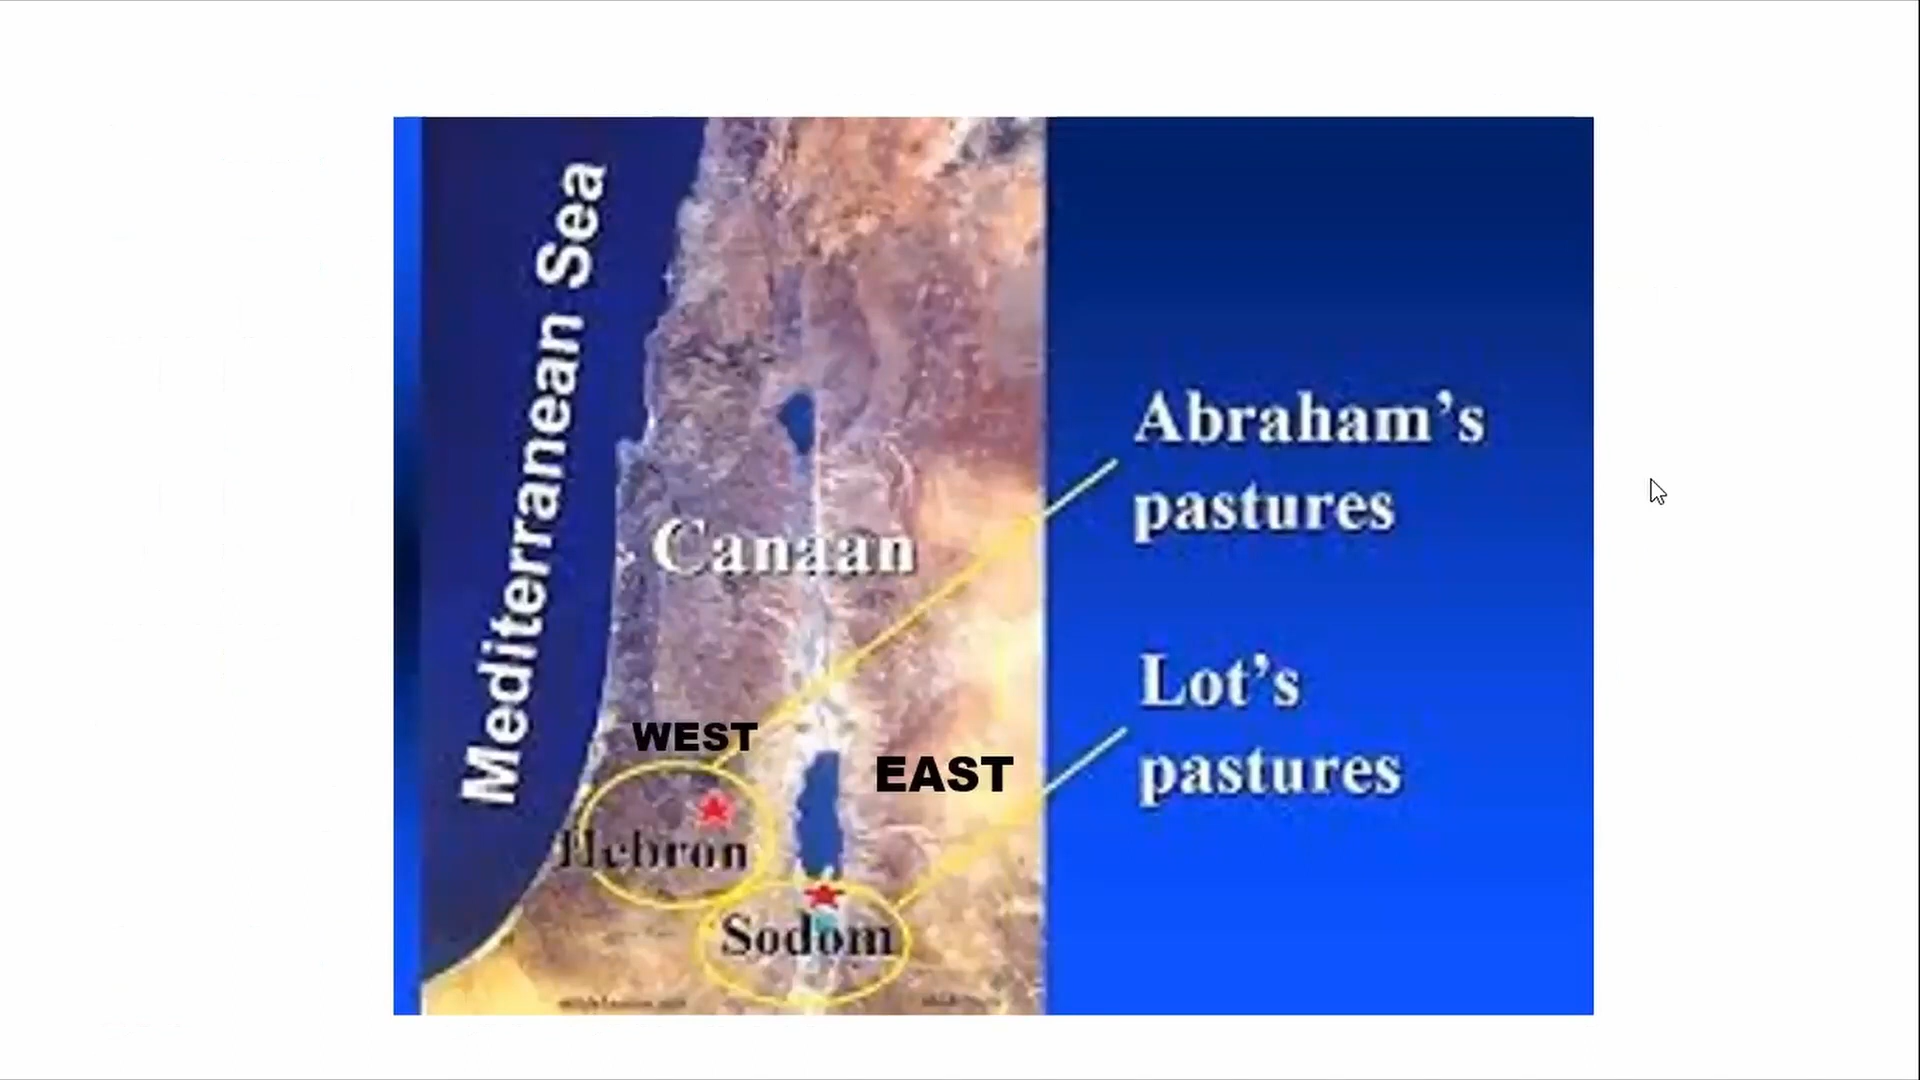 Mediterranean Sea
Canaan
Abraham's
pastures
Lot's
pastures
WEST
EAST
Hebron
Sodom